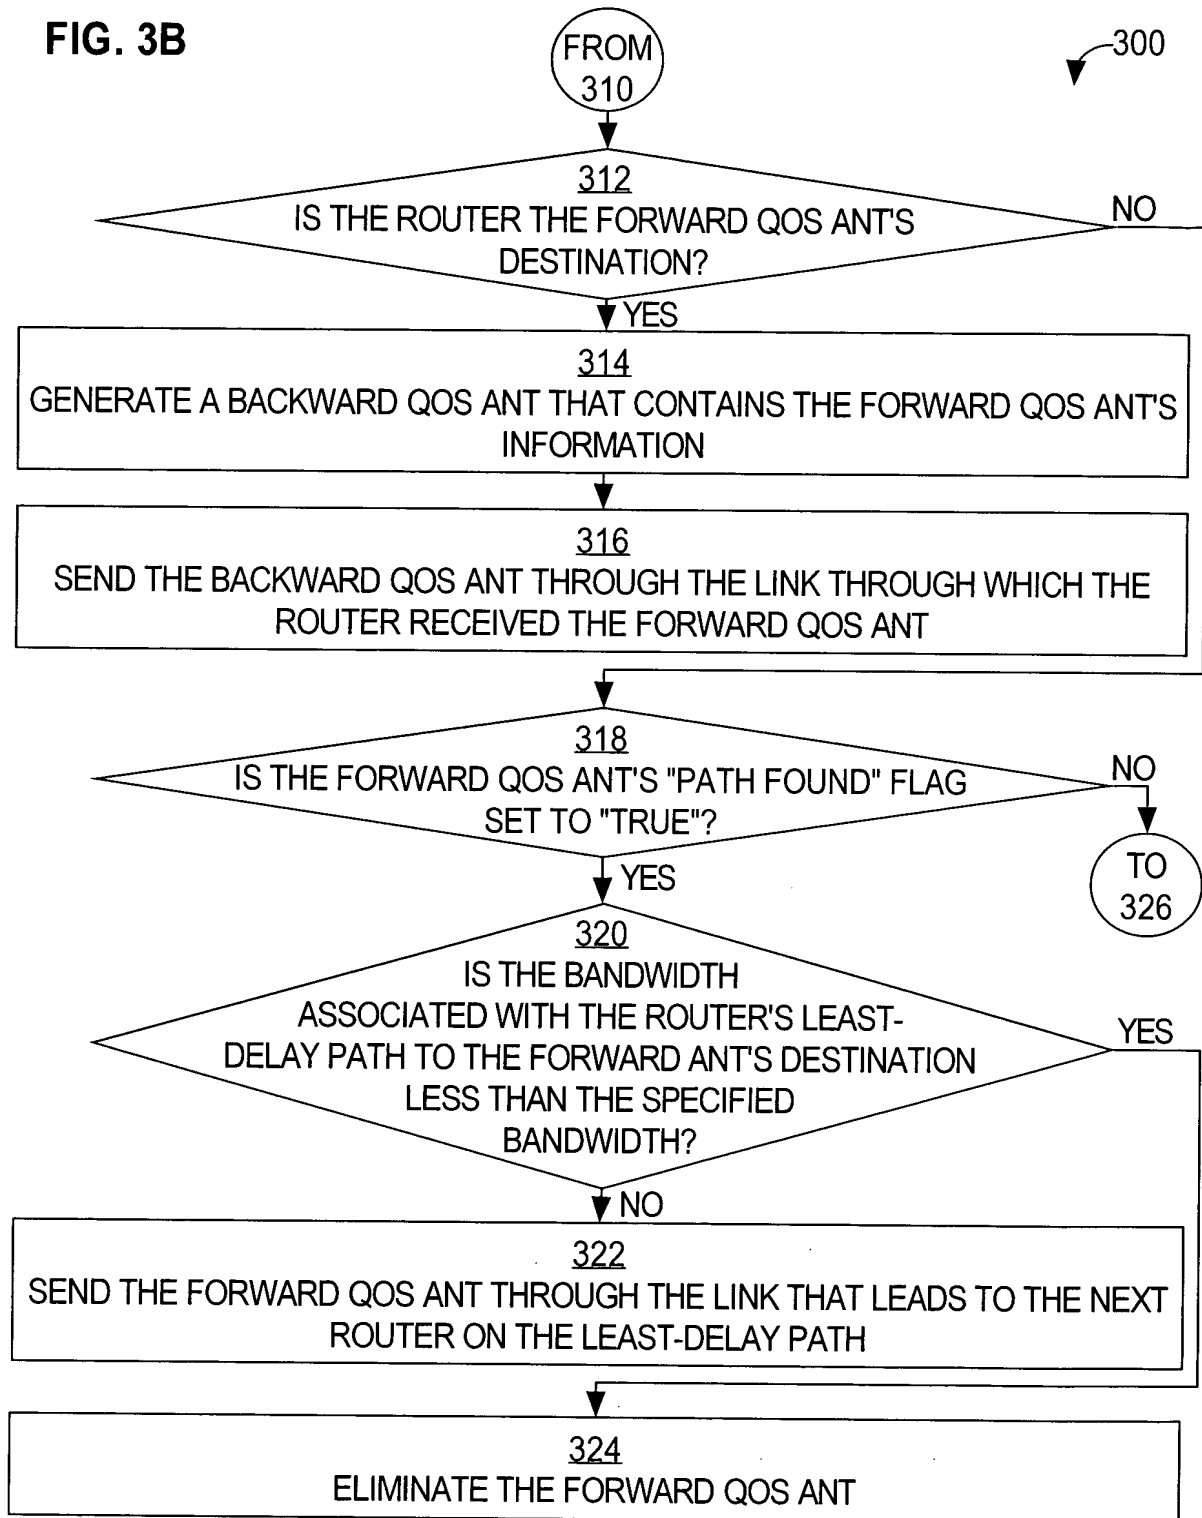 FIG. 3B
FROM
310
300
312
IS THE ROUTER THE FORWARD QOS ANT'S
DESTINATION?
NO
YES
314
GENERATE A BACKWARD QOS ANT THAT CONTAINS THE FORWARD QOS ANT'S
INFORMATION
316
SEND THE BACKWARD QOS ANT THROUGH THE LINK THROUGH WHICH THE
ROUTER RECEIVED THE FORWARD QOS ANT
318
IS THE FORWARD QOS ANT'S "PATH FOUND" FLAG
SET TO "TRUE"?
NO
YES
TO
326
320
IS THE BANDWIDTH
ASSOCIATED WITH THE ROUTER'S LEAST-
DELAY PATH TO THE FORWARD ANT'S DESTINATION
LESS THAN THE SPECIFIED
BANDWIDTH?
YES
NO
322
SEND THE FORWARD QOS ANT THROUGH THE LINK THAT LEADS TO THE NEXT
ROUTER ON THE LEAST-DELAY PATH
324
ELIMINATE THE FORWARD QOS ANT